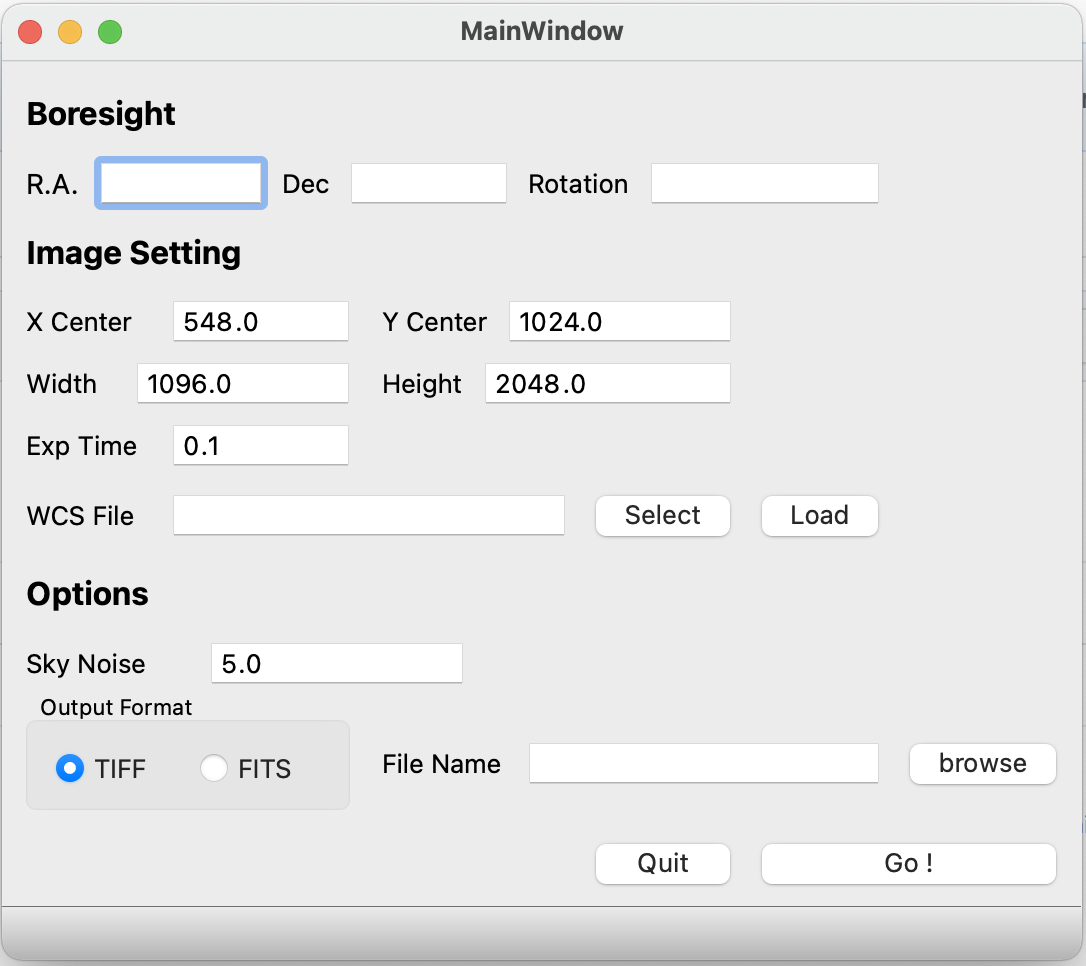 MainWindow
Boresight
R.A. Dec Rotation
Image Setting
X Center 548.0 Y Center 1024.0
Width 1096.0 Height 2048.0
Exp Time 0.1
WCS File Select Load
Options
Sky Noise 5.0
Output Format
TIFF FITS File Name browse
Quit Go !